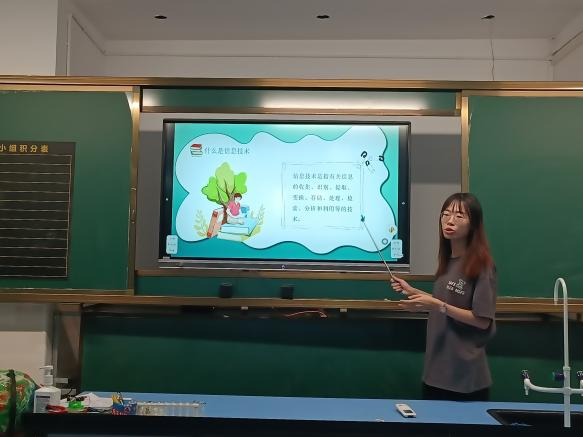 小组积分表
什么是信息技术
信息技术是指有关信息
的收集、识别、提取、
变换、存储、处理、检
索、分析和利用等的技
术。